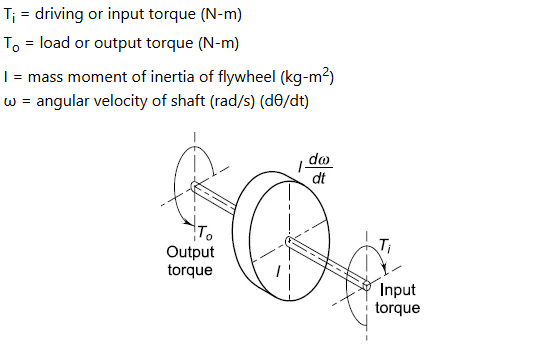 Tᵢ = driving or input torque (N-m)
Tₒ = load or output torque (N-m)
I = mass moment of inertia of flywheel (kg-m²)
ω = angular velocity of shaft (rad/s) (dθ/dt)
I dω
dt
Tₒ
Output
torque
I
Tᵢ
Input
torque